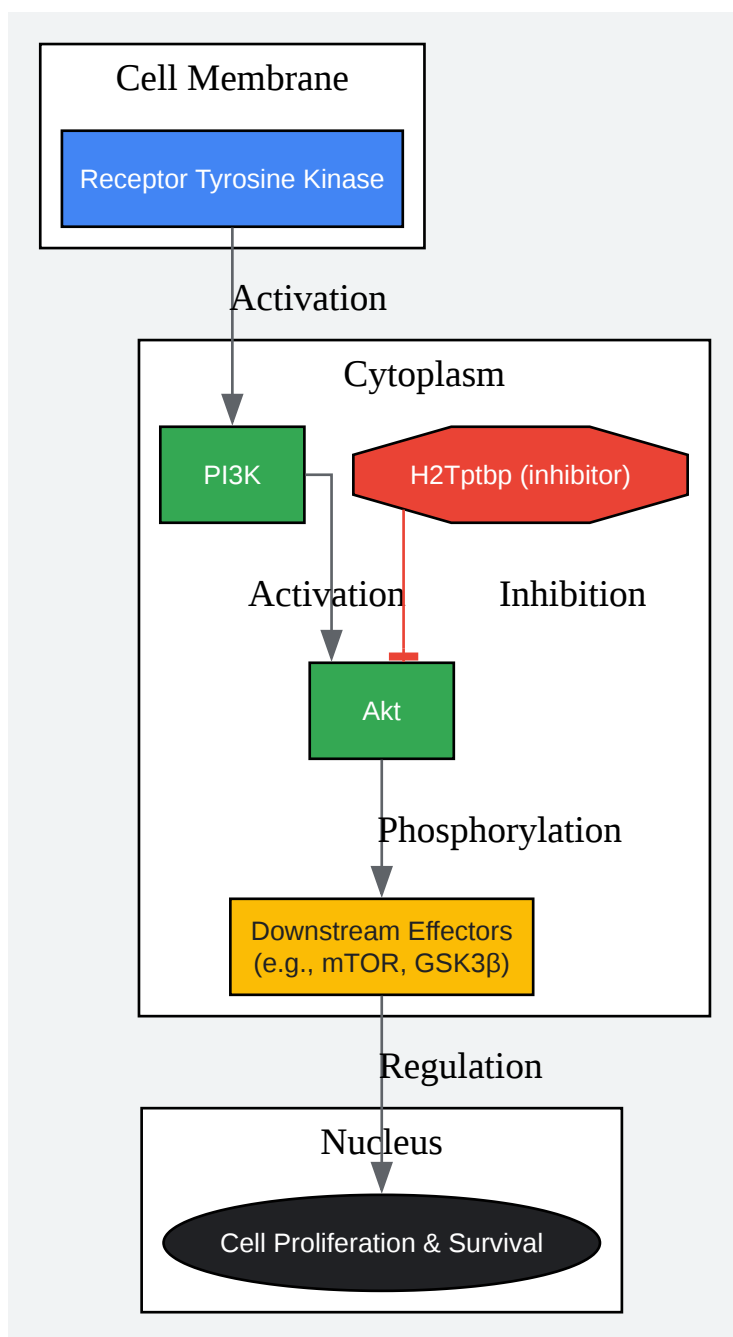 Cell Membrane
Receptor Tyrosine Kinase
Activation
Cytoplasm
PI3K
H2Tptbp (inhibitor)
Activation
Inhibition
Akt
Phosphorylation
Downstream Effectors
(e.g., mTOR, GSK3β)
Regulation
Nucleus
Cell Proliferation & Survival